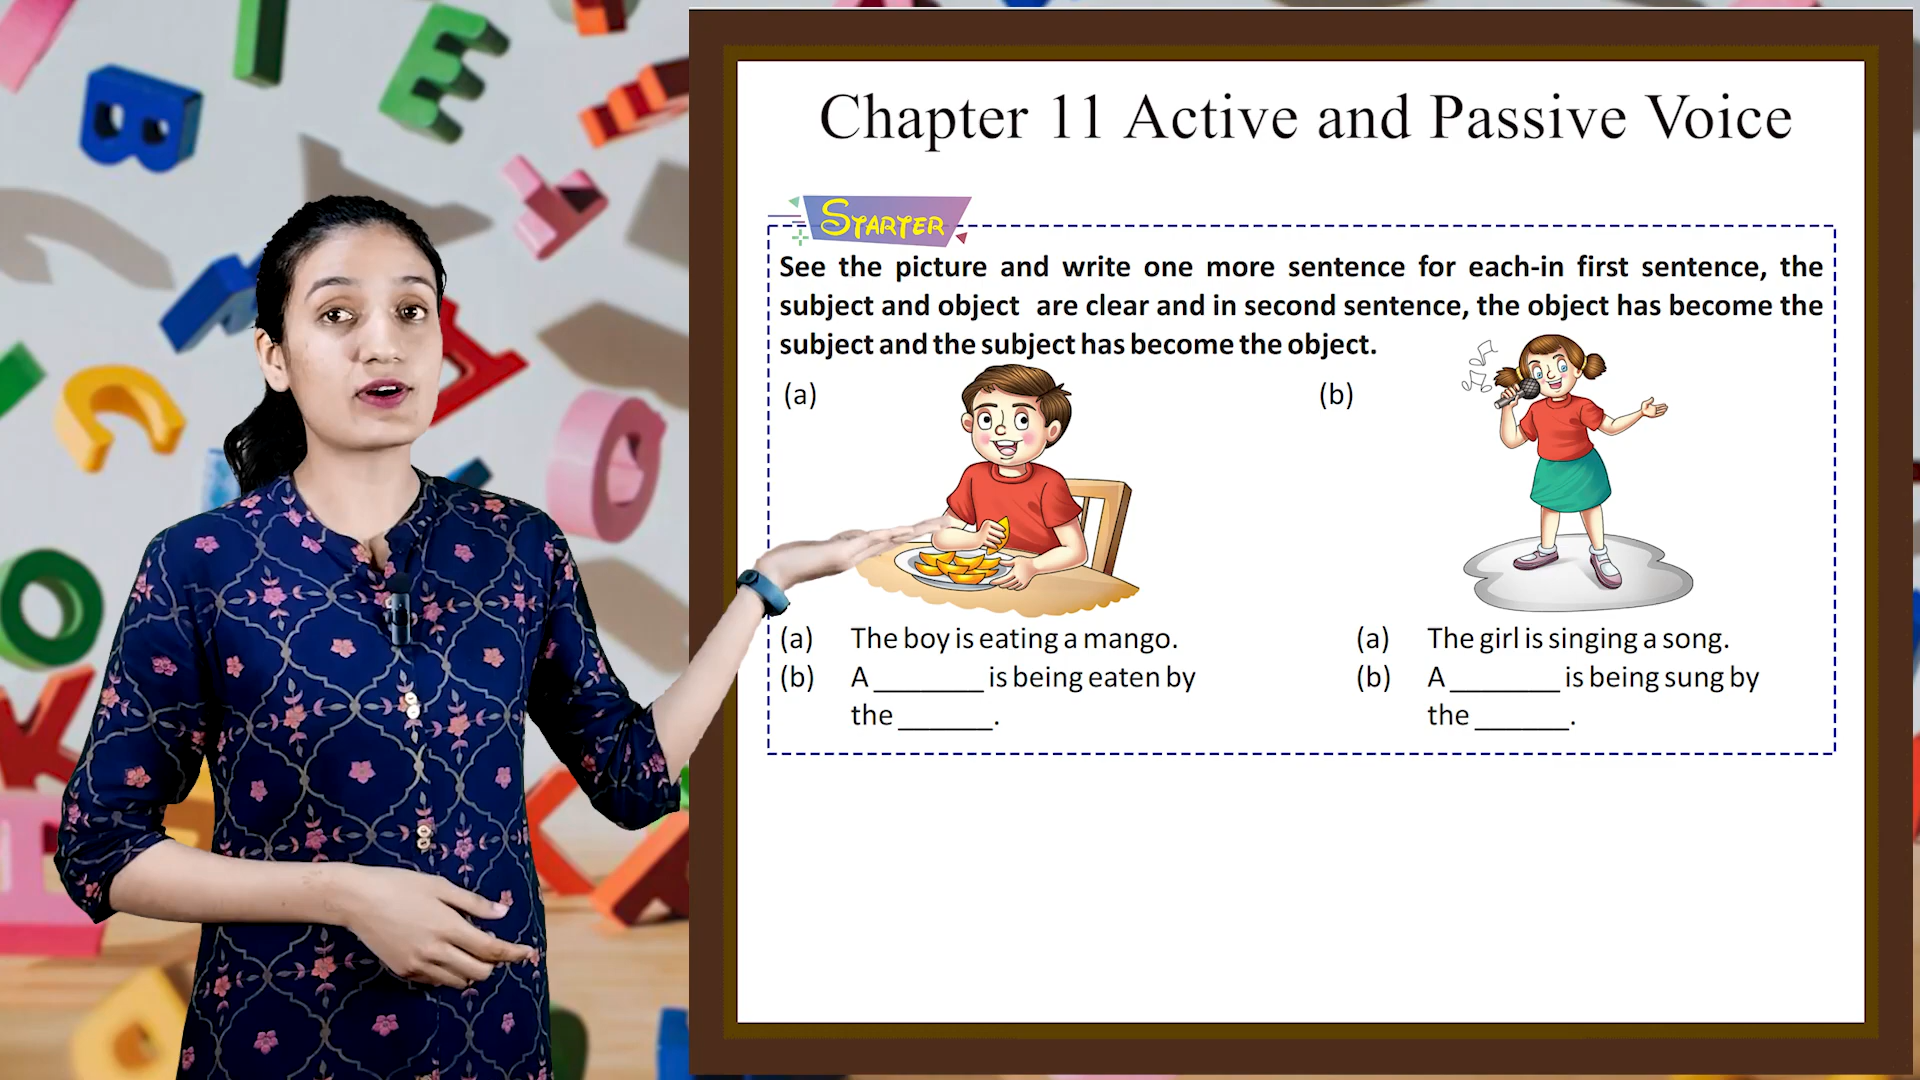 Chapter 11 Active and Passive Voice
STARTER
See the picture and write one more sentence for each-in first sentence, the
subject and object are clear and in second sentence, the object has become the
subject and the subject has become the object.
(a)
(b)
(a) The boy is eating a mango.
(b) A ________ is being eaten by
the _______.
(a) The girl is singing a song.
(b) A ________ is being sung by
the _______.